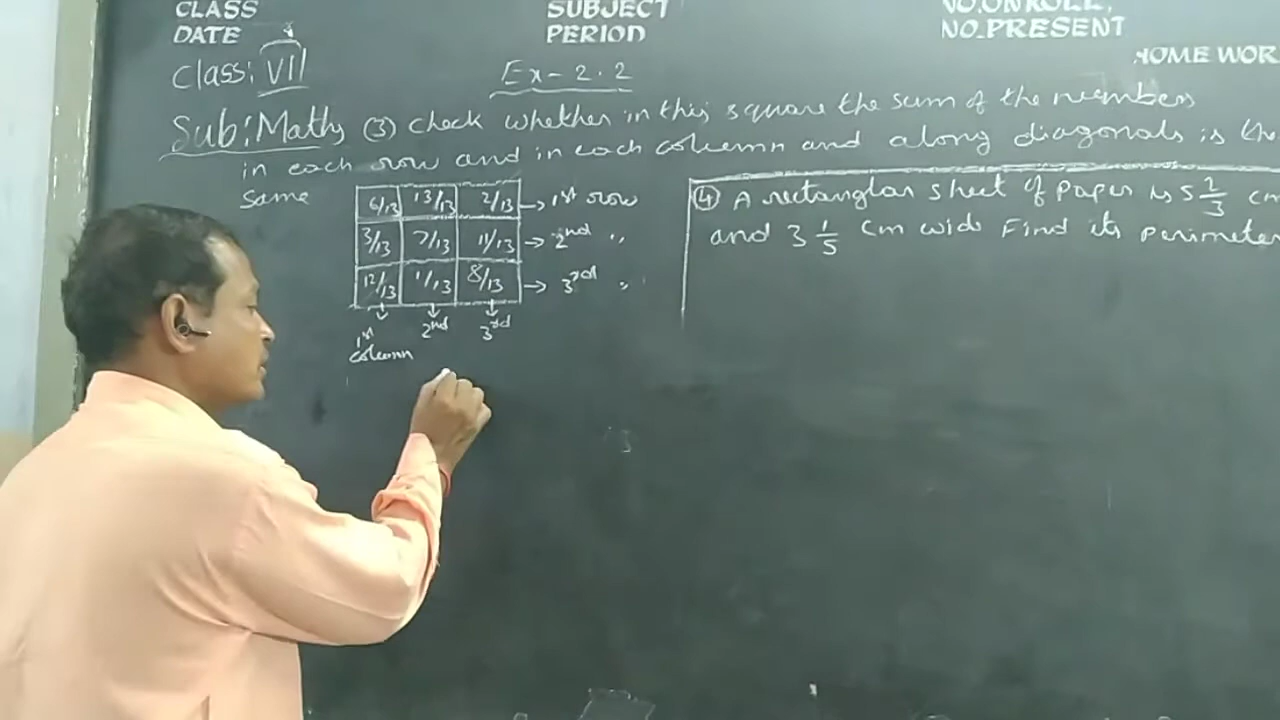 CLASS SUBJECT NO.ON ROLL,
DATE PERIOD NO.PRESENT
HOME WOR
Class: VII Ex-2.2
Sub: Maths (3) Check whether in this square the sum of the numbers
in each row and in each column and along diagonals is the
same
6/13 13/13 2/13 → 1st row
3/13 7/13 11/13 → 2nd "
12/13 1/13 8/13 → 3rd "
1st 2nd 3rd
column
(4) A rectanglar sheet of paper is 5 2/3 cm
and 3 1/5 cm wide Find its perimeter